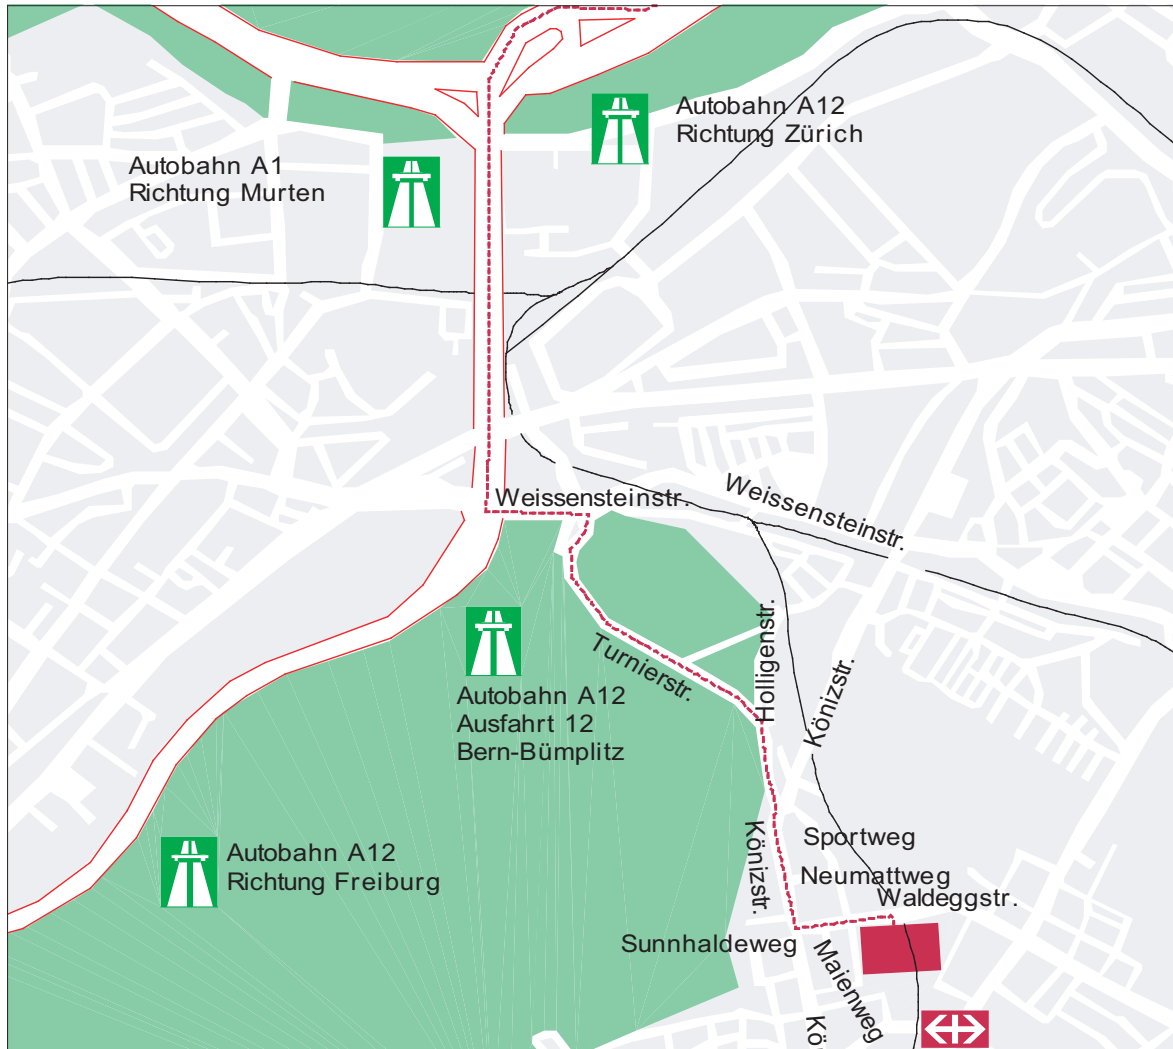 Autobahn A12
Richtung Zürich
Autobahn A1
Richtung Murten
Weissensteinstr.
Weissensteinstr.
Turnierstr.
Holligenstr.
Könizstr.
Autobahn A12
Ausfahrt 12
Bern-Bümplitz
Könizstr.
Sportweg
Autobahn A12
Richtung Freiburg
Neumattweg
Waldeggstr.
Sunnhaldeweg
Maienweg
Kö